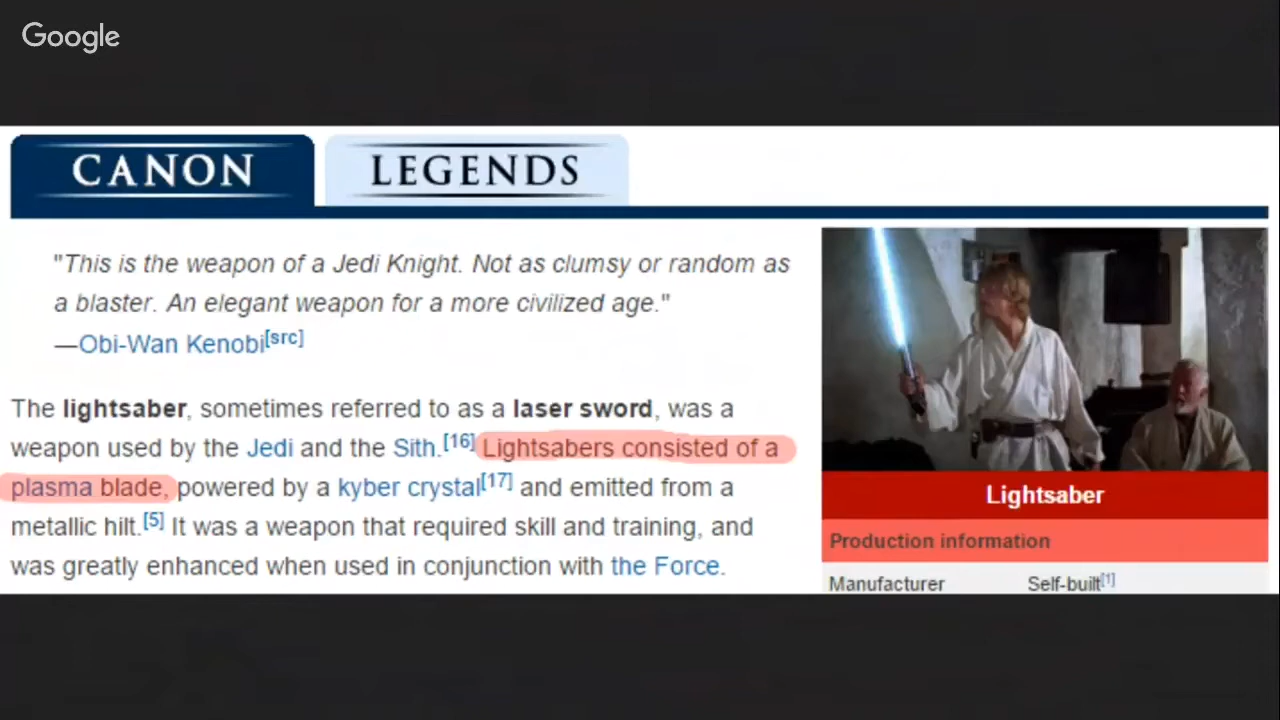 Google
CANON
LEGENDS
"This is the weapon of a Jedi Knight. Not as clumsy or random as
a blaster. An elegant weapon for a more civilized age."
—Obi-Wan Kenobi[src]
The lightsaber, sometimes referred to as a laser sword, was a
weapon used by the Jedi and the Sith.[16] Lightsabers consisted of a
plasma blade, powered by a kyber crystal[17] and emitted from a
metallic hilt.[5] It was a weapon that required skill and training, and
was greatly enhanced when used in conjunction with the Force.
Lightsaber
Production information
Manufacturer Self-built[1]